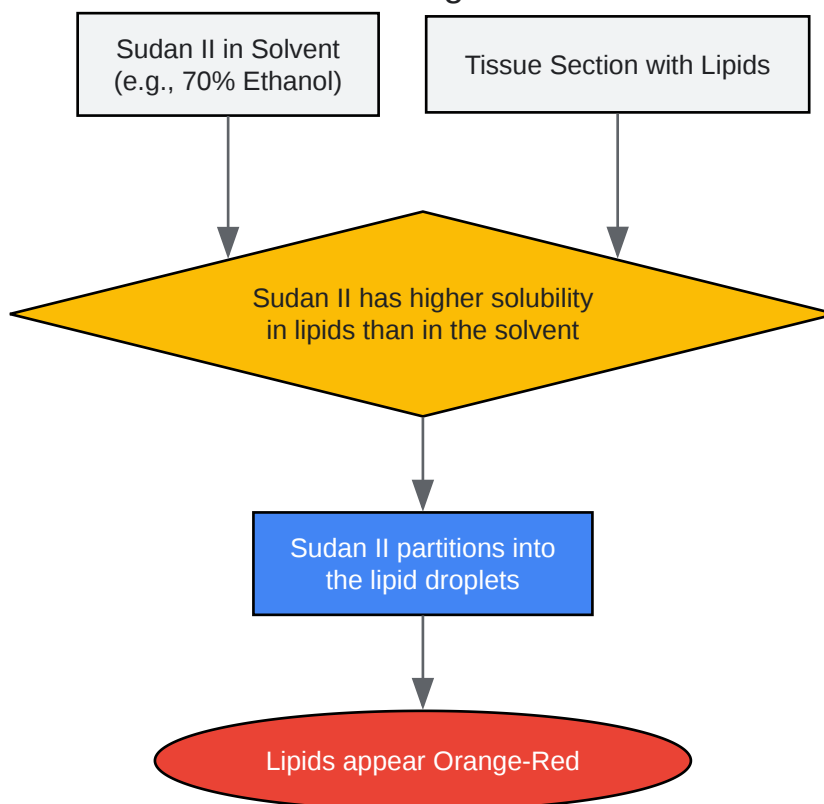 Sudan II in Solvent
(e.g., 70% Ethanol)
Tissue Section with Lipids
Sudan II has higher solubility
in lipids than in the solvent
Sudan II partitions into
the lipid droplets
Lipids appear Orange-Red